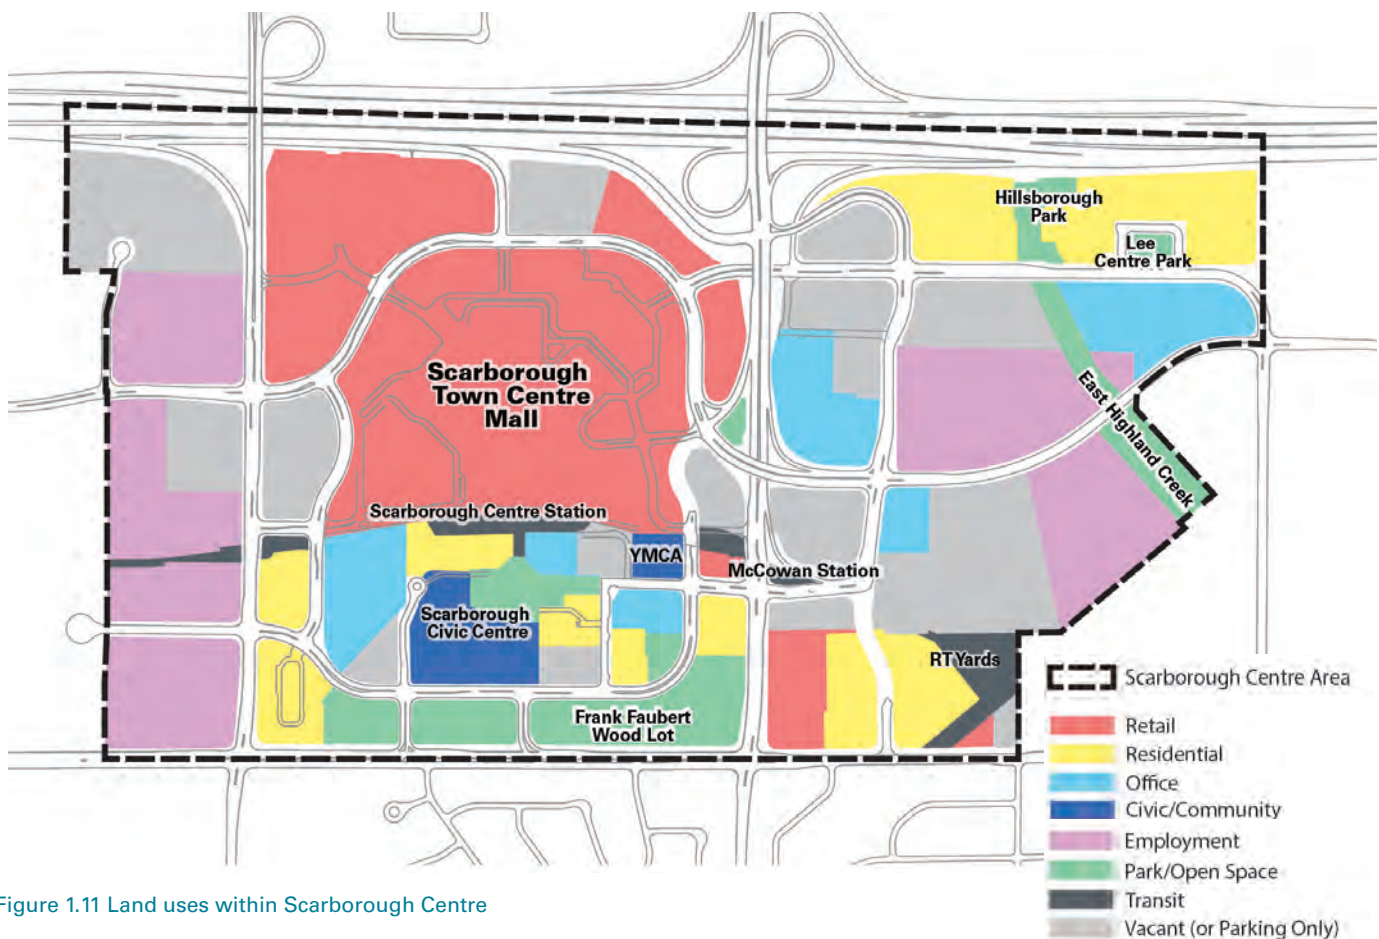 Hillsborough
Park
Lee
Centre Park
Scarborough
Town Centre
Mall
East Highland Creek
Scarborough Centre Station
YMCA
McCowan Station
Scarborough
Civic Centre
RT Yards
Frank Faubert
Wood Lot
Scarborough Centre Area
Retail
Residential
Office
Civic/Community
Employment
Park/Open Space
Transit
Vacant (or Parking Only)
Figure 1.11 Land uses within Scarborough Centre